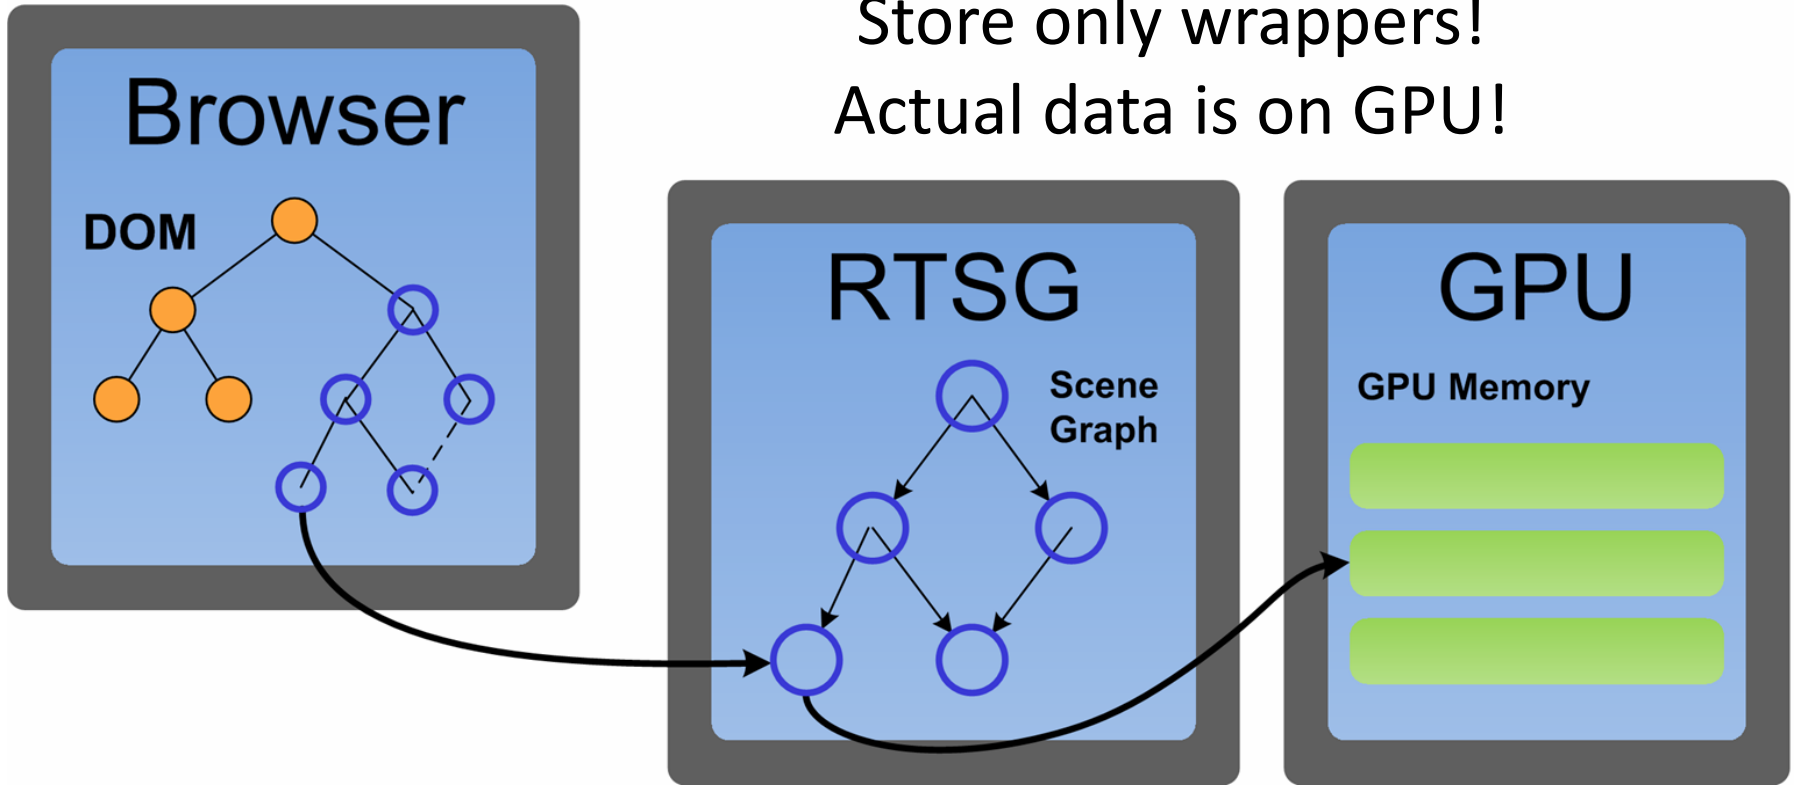 Store only wrappers!
Actual data is on GPU!
Browser
DOM
RTSG
Scene
Graph
GPU
GPU Memory